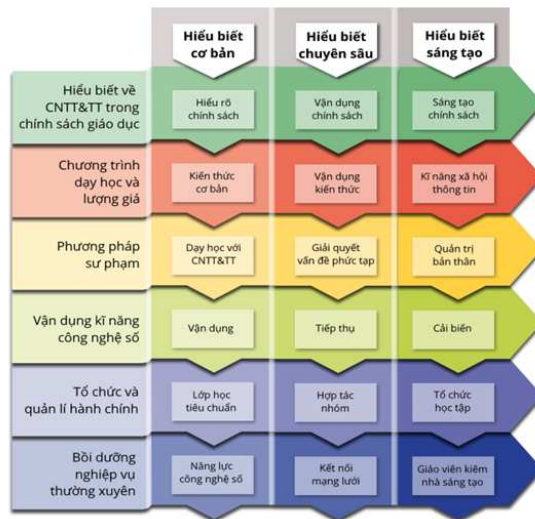 Hiểu biết
cơ bản
Hiểu biết
chuyên sâu
Hiểu biết
sáng tạo
Hiểu biết về
CNTT&TT trong
chính sách giáo dục
Hiểu rõ
chính sách
Vận dụng
chính sách
Sáng tạo
chính sách
Chương trình
dạy học và
lượng giá
Kiến thức
cơ bản
Vận dụng
kiến thức
Kĩ năng xã hội
thông tin
Phương pháp
sư phạm
Dạy học với
CNTT&TT
Giải quyết
vấn đề phức tạp
Quản trị
bản thân
Vận dụng kĩ năng
công nghệ số
Vận dụng
Tiếp thụ
Cải biến
Tổ chức và
quản lí hành chính
Lớp học
tiêu chuẩn
Hợp tác
nhóm
Tổ chức
học tập
Bồi dưỡng
nghiệp vụ
thường xuyên
Năng lực
công nghệ số
Kết nối
mạng lưới
Giáo viên kiêm
nhà sáng tạo